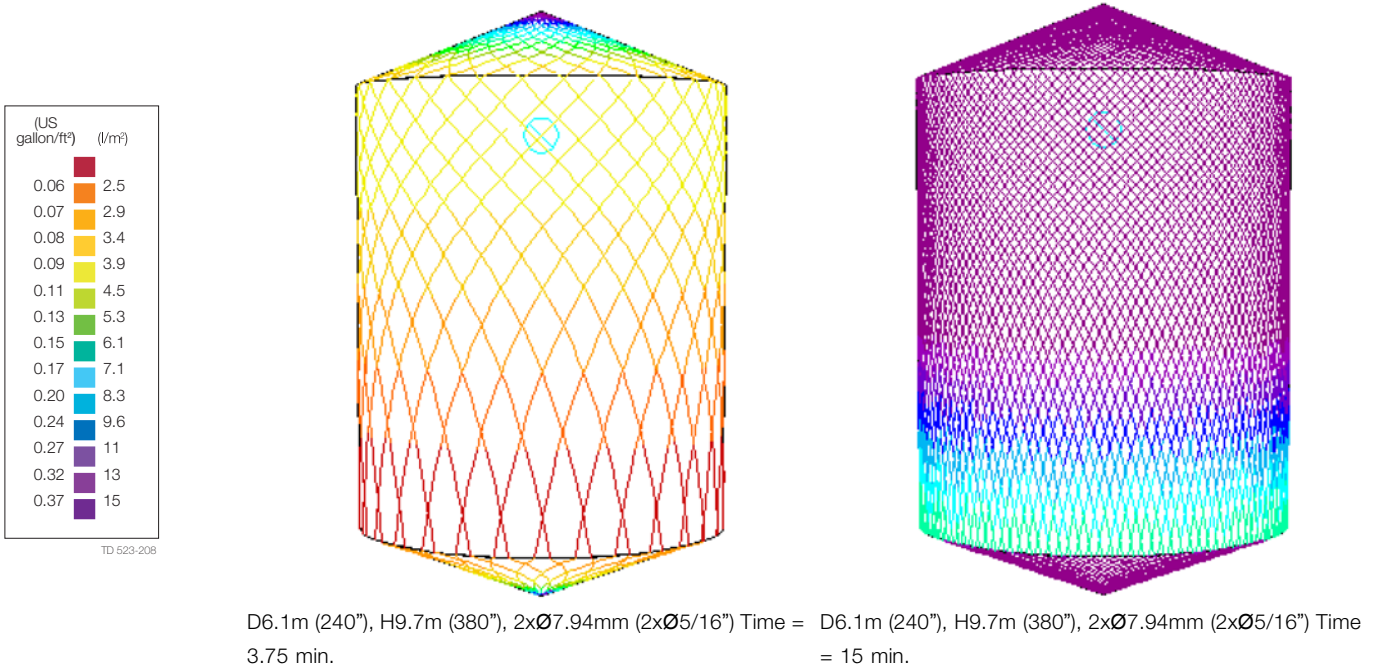 (US
gallon/ft²) (l/m²)
0.06 2.5
0.07 2.9
0.08 3.4
0.09 3.9
0.11 4.5
0.13 5.3
0.15 6.1
0.17 7.1
0.20 8.3
0.24 9.6
0.27 11
0.32 13
0.37 15
TD 523-208
D6.1m (240”), H9.7m (380”), 2xØ7.94mm (2xØ5/16”) Time =
3.75 min.
D6.1m (240”), H9.7m (380”), 2xØ7.94mm (2xØ5/16”) Time
= 15 min.